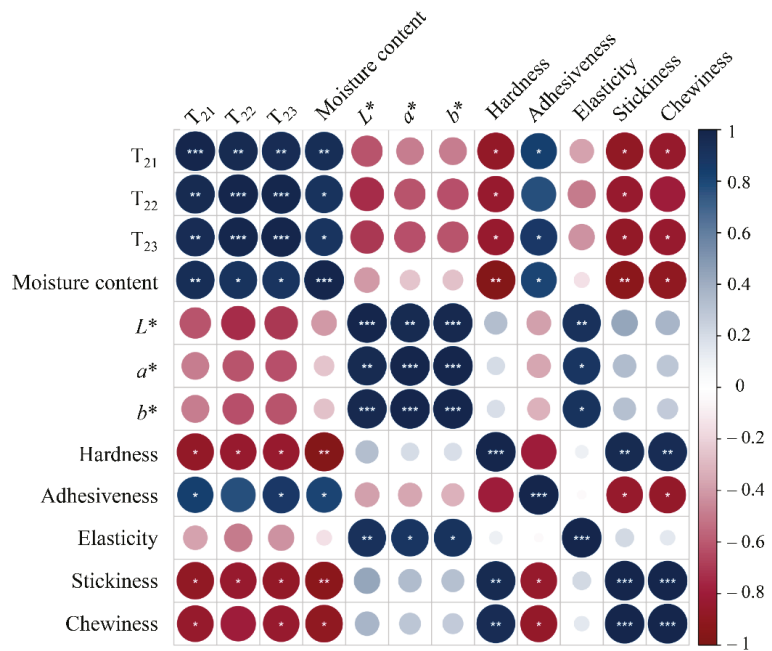 T₂₁ T₂₂ T₂₃ Moisture content L* a* b* Hardness Adhesiveness Elasticity Stickiness Chewiness
T₂₁ *** ** ** ** * * * *
T₂₂ ** *** *** * * *
T₂₃ ** *** *** * * * * *
Moisture content ** * * *** ** * ** *
L* *** ** *** **
a* ** *** *** *
b* *** *** *** *
Hardness * * * ** *** ** **
Adhesiveness * * * *** * *
Elasticity ** * * ***
Stickiness * * * ** ** * *** ***
Chewiness * * * ** * *** ***
1
0.8
0.6
0.4
0.2
0
−0.2
−0.4
−0.6
−0.8
−1